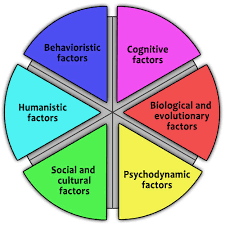 Behavioristic
factors
Cognitive
factors
Humanistic
factors
Biological and
evolutionary
factors
Social and
cultural
factors
Psychodynamic
factors